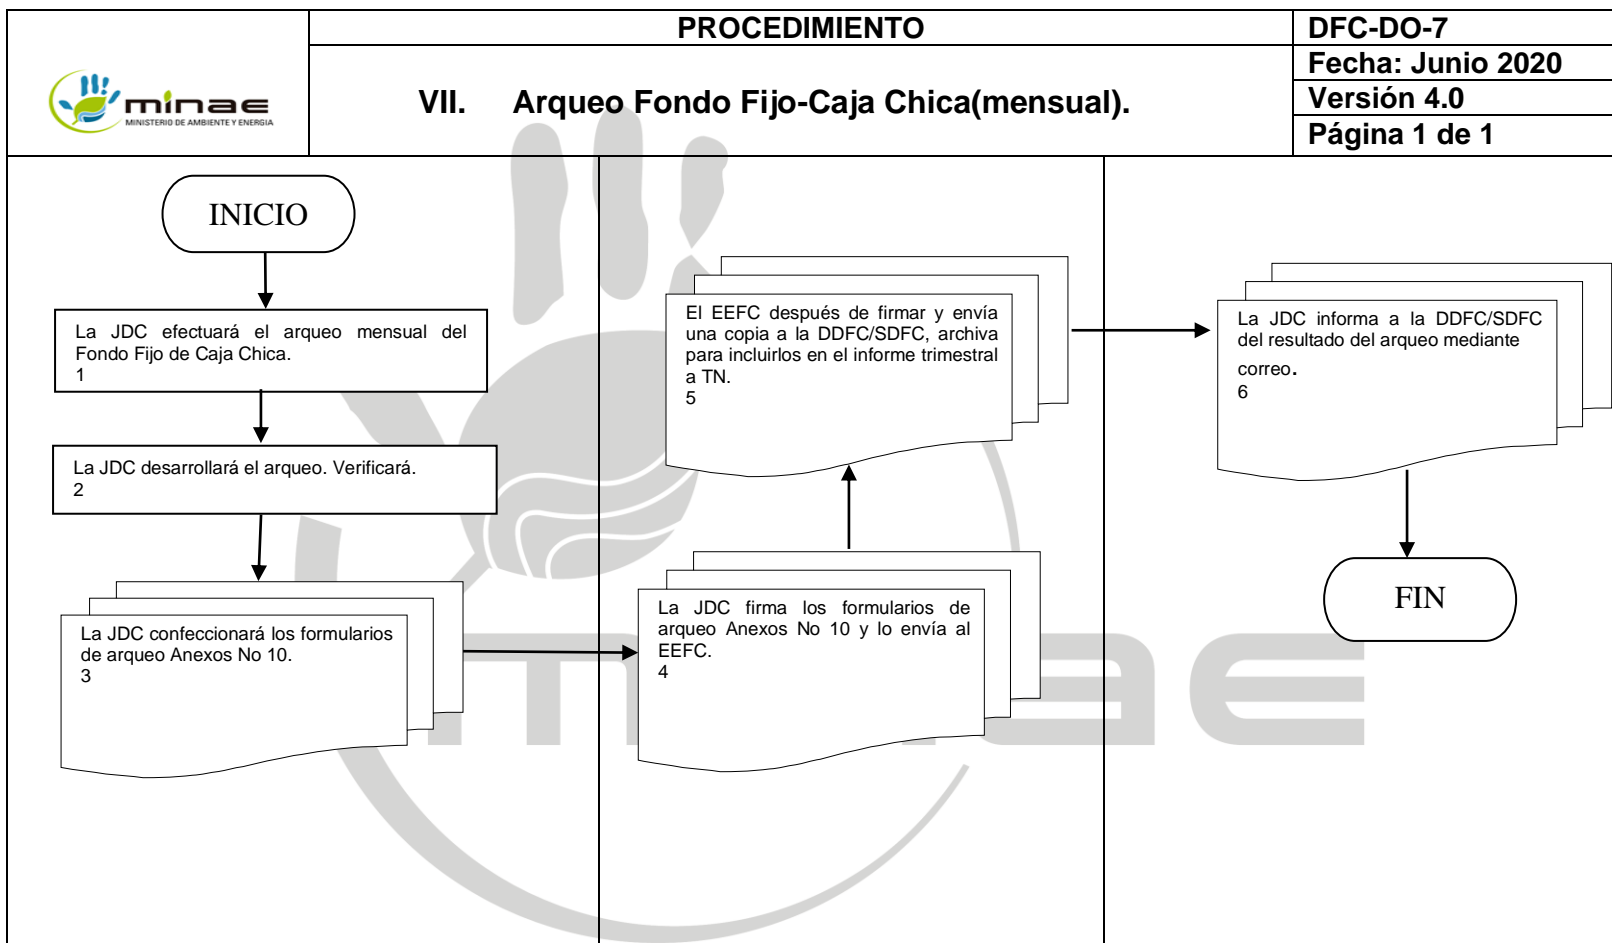 PROCEDIMIENTO
DFC-DO-7
Fecha: Junio 2020
Versión 4.0
Página 1 de 1
minae
MINISTERIO DE AMBIENTE Y ENERGIA
VII. Arqueo Fondo Fijo-Caja Chica(mensual).
INICIO
La JDC efectuará el arqueo mensual del
Fondo Fijo de Caja Chica.
1
La JDC desarrollará el arqueo. Verificará.
2
La JDC confeccionará los formularios
de arqueo Anexos No 10.
3
La JDC firma los formularios de
arqueo Anexos No 10 y lo envía al
EEFC.
4
El EEFC después de firmar y envía
una copia a la DDFC/SDFC, archiva
para incluirlos en el informe trimestral
a TN.
5
La JDC informa a la DDFC/SDFC
del resultado del arqueo mediante
correo.
6
FIN
minae